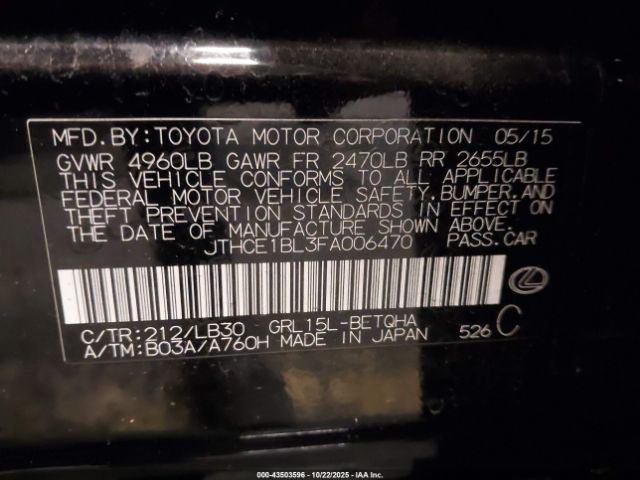 MFD.BY:TOYOTA MOTOR CORPORATION 05/15
GVWR 4960LB GAWR FR 2470LB RR 2655LB
THIS VEHICLE CONFORMS TO ALL APPLICABLE
FEDERAL MOTOR VEHICLE SAFETY,BUMPER,AND
THEFT PREVENTION STANDARDS IN EFFECT ON
THE DATE OF MANUFACTURE SHOWN ABOVE.
JTHCE1BL3FA006470 PASS.CAR
C/TR:212/LB30 GRL15L-BETQHA
A/TM:B03A/A760H MADE IN JAPAN 526 C
000-43503596 - 10/22/2025 - IAA Inc.